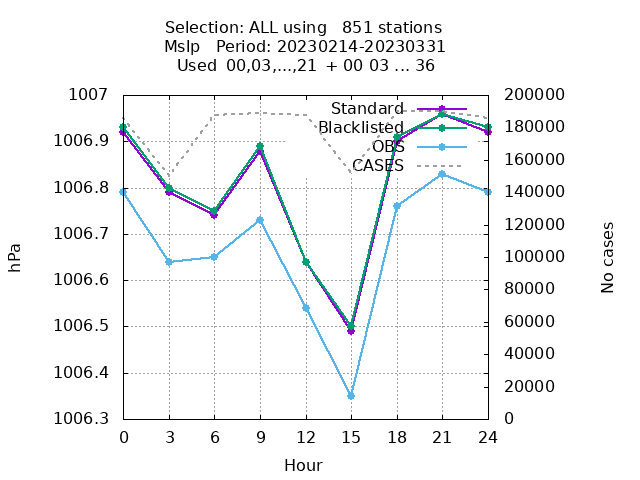 Selection: ALL using   851 stations
Mslp   Period: 20230214-20230331
Used  00,03,...,21  + 00 03 ... 36
1007
1006.9
1006.8
1006.7
1006.6
1006.5
1006.4
1006.3
hPa
Standard
Blacklisted
OBS
CASES
200000
180000
160000
140000
120000
100000
80000
60000
40000
20000
0
No cases
0 3 6 9 12 15 18 21 24
Hour